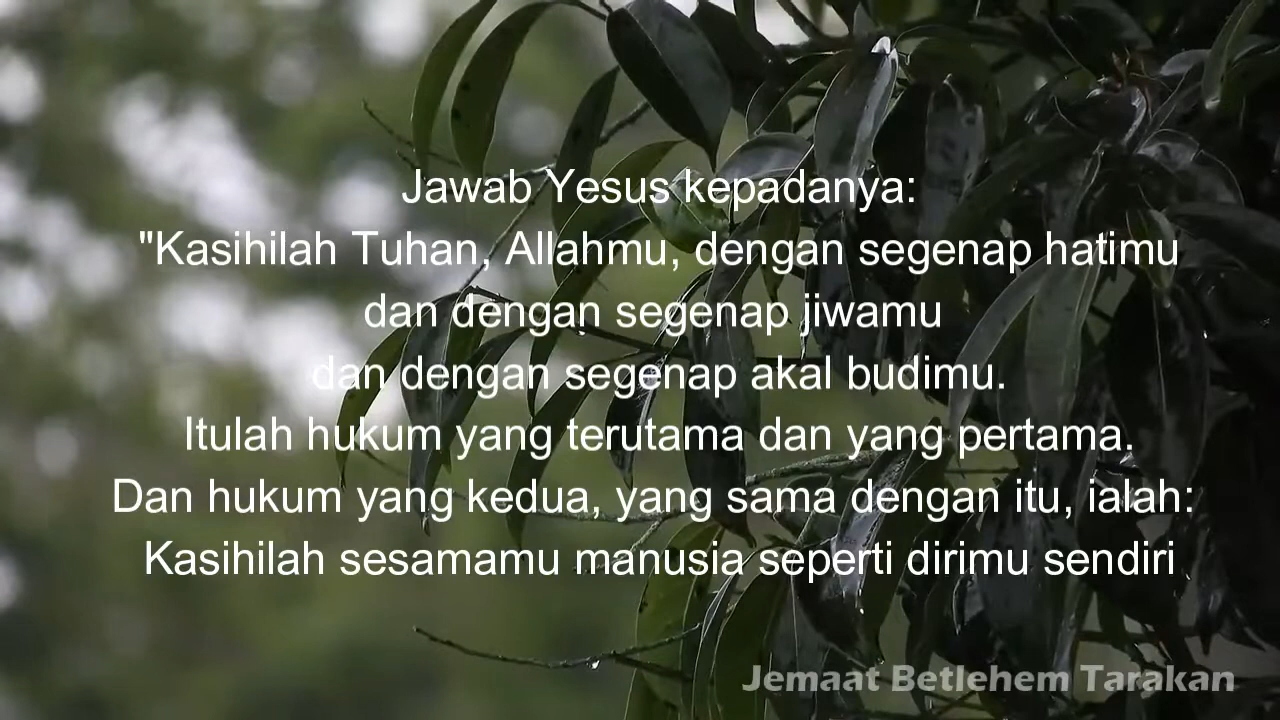 Jawab Yesus kepadanya:
"Kasihilah Tuhan, Allahmu, dengan segenap hatimu
dan dengan segenap jiwamu
dan dengan segenap akal budimu.
Itulah hukum yang terutama dan yang pertama.
Dan hukum yang kedua, yang sama dengan itu, ialah:
Kasihilah sesamamu manusia seperti dirimu sendiri
Jemaat Betlehem Tarakan